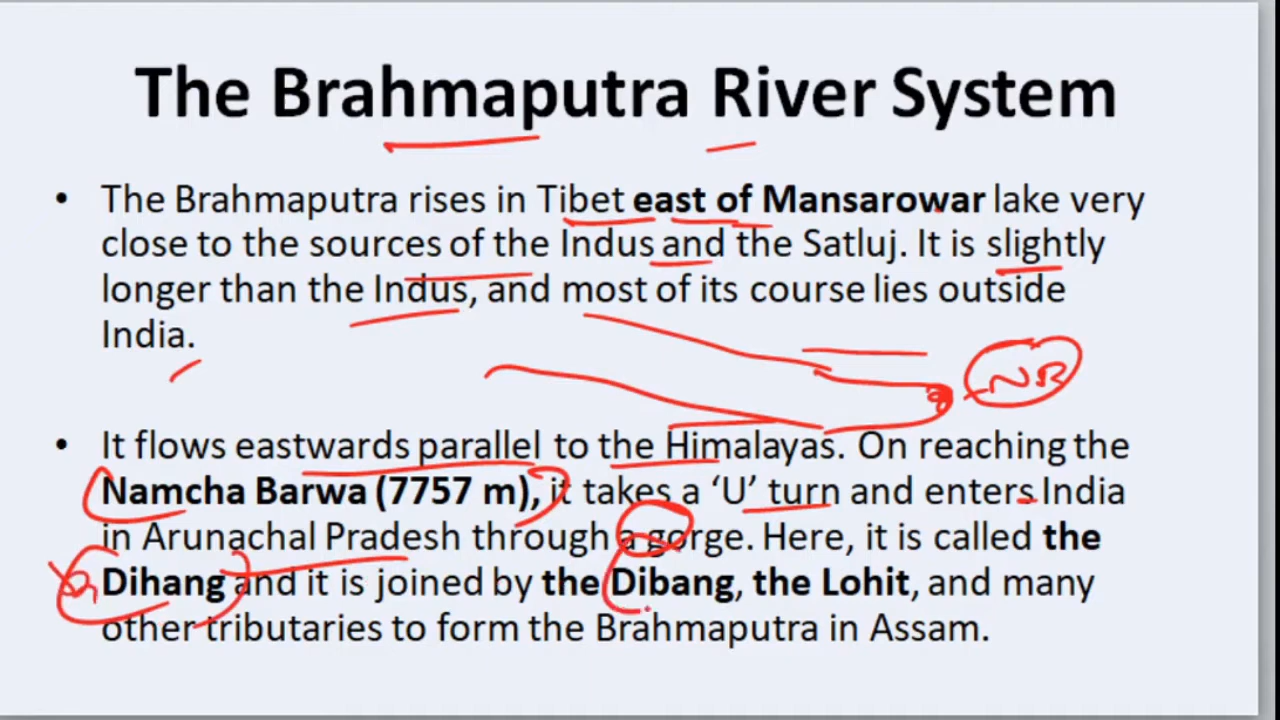 The Brahmaputra River System
• The Brahmaputra rises in Tibet east of Mansarowar lake very
close to the sources of the Indus and the Satluj. It is slightly
longer than the Indus, and most of its course lies outside
India.
NB
• It flows eastwards parallel to the Himalayas. On reaching the
Namcha Barwa (7757 m), it takes a ‘U’ turn and enters India
in Arunachal Pradesh through a gorge. Here, it is called the
Dihang and it is joined by the Dibang, the Lohit, and many
other tributaries to form the Brahmaputra in Assam.